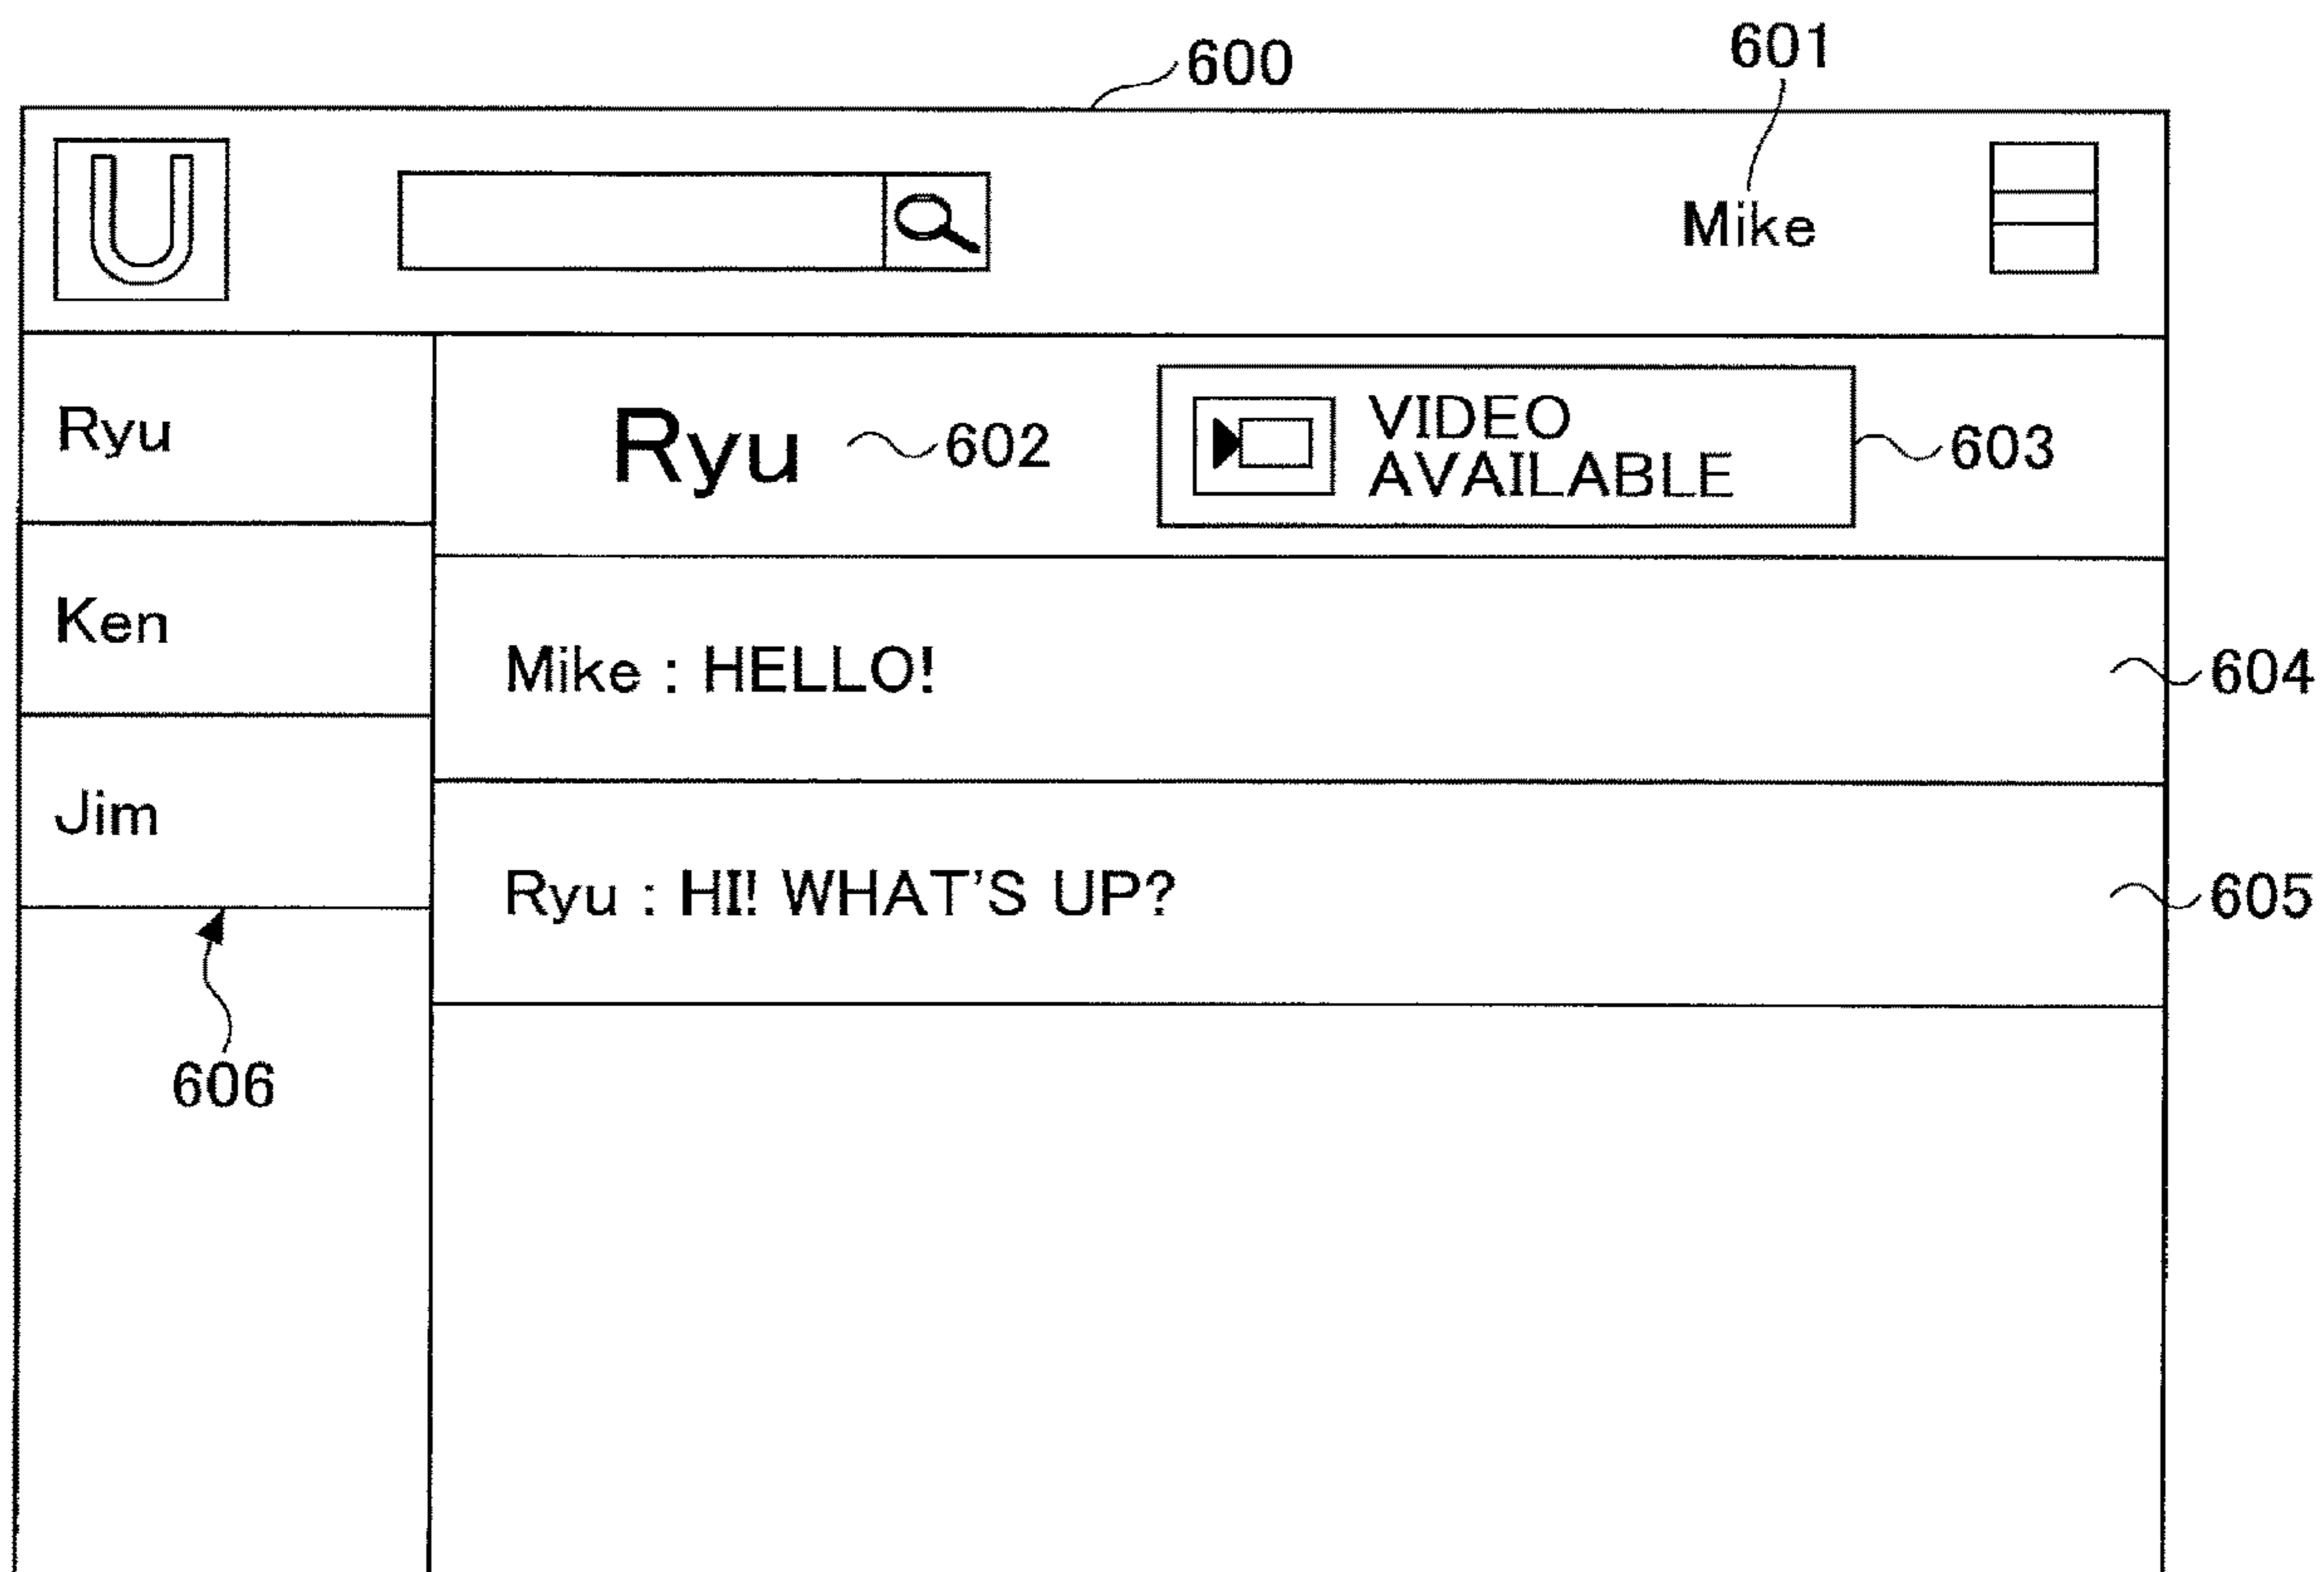 600
601
U
Mike
Ryu
Ryu
602
VIDEO
AVAILABLE
603
Ken
Mike : HELLO!
604
Jim
Ryu : HI! WHAT'S UP?
605
606